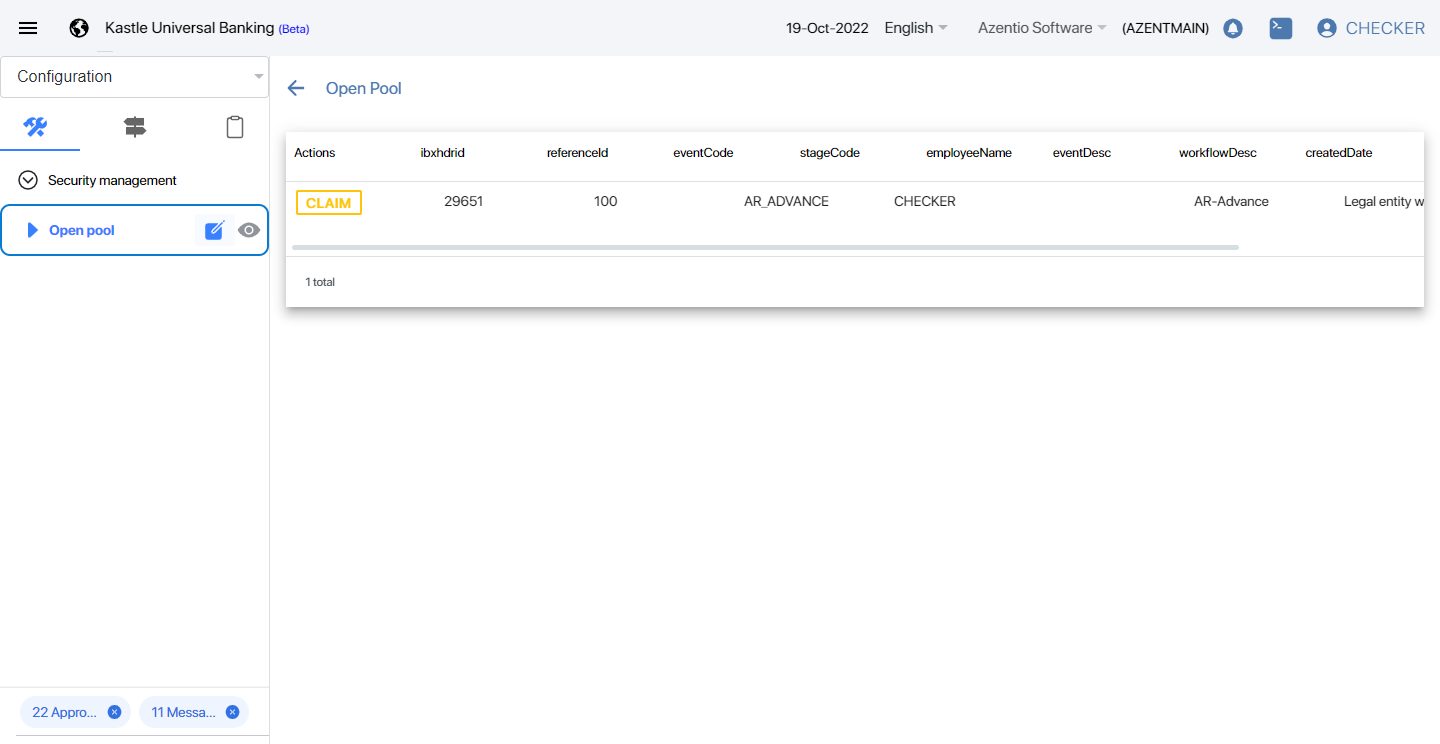 Kastle Universal Banking (Beta)
19-Oct-2022 English Azentio Software (AZENTMAIN) CHECKER
Configuration
Security management
Open pool
22 Appro... 11 Messa...
Open Pool
Actions ibxhdrid referenceId eventCode stageCode employeeName eventDesc workflowDesc createdDate
CLAIM 29651 100 AR_ADVANCE CHECKER AR-Advance Legal entity w
1 total